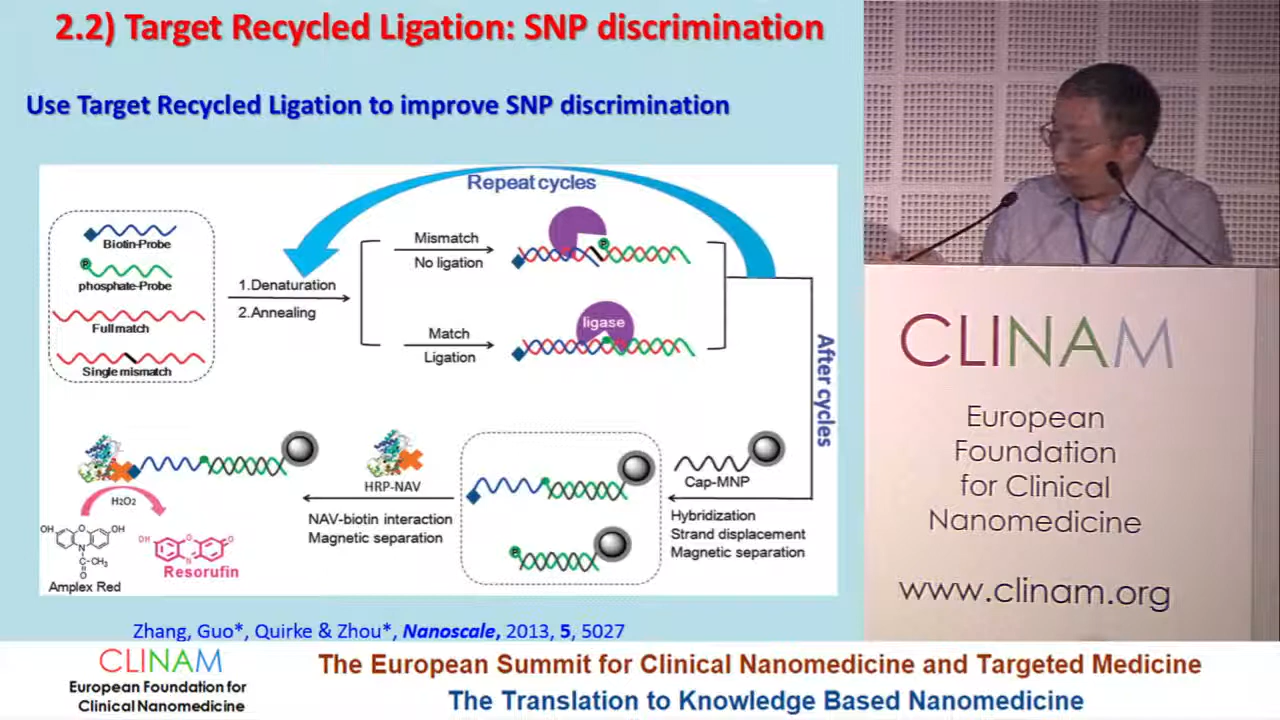 2.2) Target Recycled Ligation: SNP discrimination
Use Target Recycled Ligation to improve SNP discrimination
Repeat cycles
Biotin-Probe
P
phosphate-Probe
Full match
Single mismatch
1.Denaturation
2.Annealing
Mismatch
No ligation
P
Match
Ligation
ligase
After cycles
Cap-MNP
Hybridization
Strand displacement
Magnetic separation
P
HRP-NAV
NAV-biotin interaction
Magnetic separation
H2O2
OH
O
OH
N
C-CH3
O
Amplex Red
OH
O
O
N
Resorufin
Zhang, Guo*, Quirke & Zhou*, Nanoscale, 2013, 5, 5027
CLINAM
European
Foundation
for Clinical
Nanomedicine
www.clinam.org
CLINAM
European Foundation for
Clinical Nanomedicine
The European Summit for Clinical Nanomedicine and Targeted Medicine
The Translation to Knowledge Based Nanomedicine